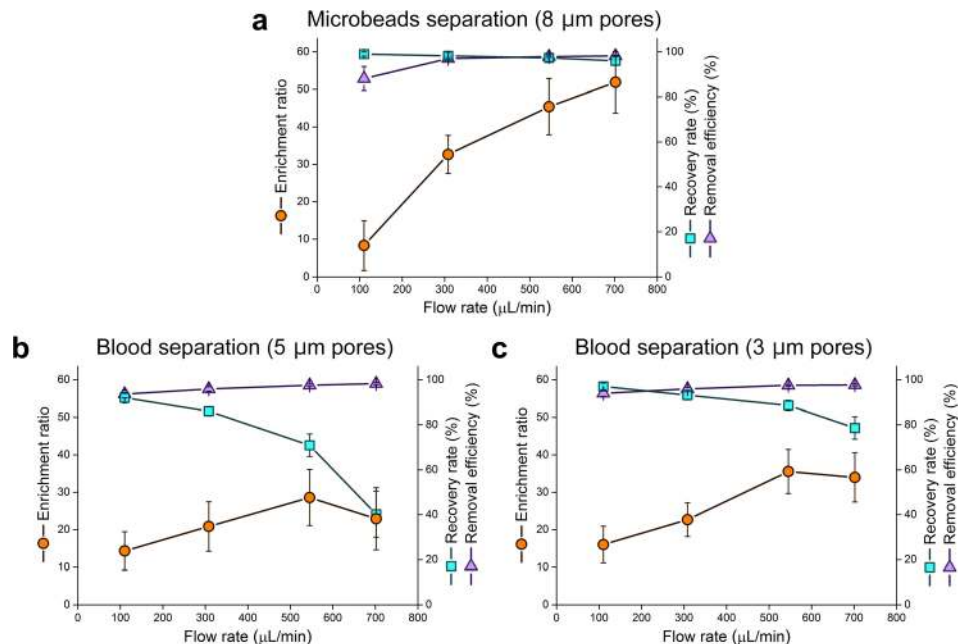 a Microbeads separation (8 µm pores)
60
50
40
30
20
10
0
100
80
60
40
20
0
0 100 200 300 400 500 600 700 800
Flow rate (µL/min)
Enrichment ratio
Recovery rate (%)
Removal efficiency (%)
b Blood separation (5 µm pores)
60
50
40
30
20
10
0
100
80
60
40
20
0
0 100 200 300 400 500 600 700 800
Flow rate (µL/min)
Enrichment ratio
Recovery rate (%)
Removal efficiency (%)
c Blood separation (3 µm pores)
60
50
40
30
20
10
0
100
80
60
40
20
0
0 100 200 300 400 500 600 700 800
Flow rate (µL/min)
Enrichment ratio
Recovery rate (%)
Removal efficiency (%)